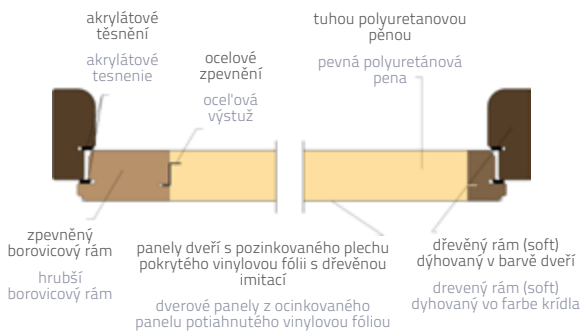 akrylátové
těsnění
akrylátové
tesnenie
ocelové
zpevnění
oceľová
výstuž
tuhou polyuretanovou
pěnou
pevná polyuretánová
pena
zpevněný
borovicový rám
hrubší
borovicový rám
panely dveří s pozinkovaného plechu
pokrytého vinylovou fólii s dřevěnou
imitací
dverové panely z ocinkovaného
panelu potiahnutého vinylovou fóliou
dřevěný rám (soft)
dýhovaný v barvě dveří
drevený rám (soft)
dyhovaný vo farbe krídla